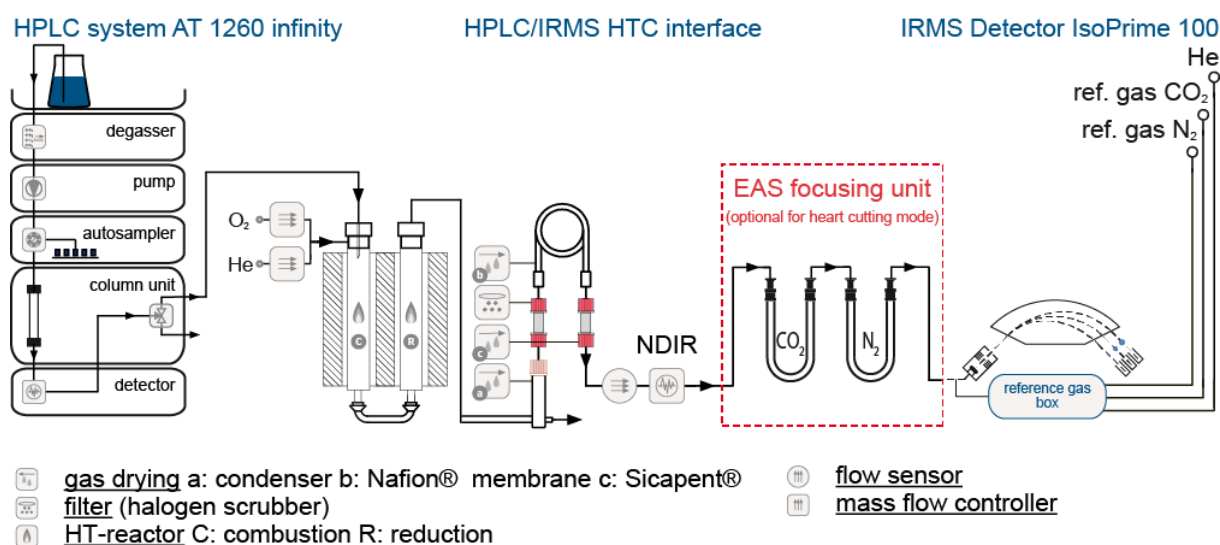 HPLC system AT 1260 infinity
HPLC/IRMS HTC interface
IRMS Detector IsoPrime 100
He
ref. gas CO₂
ref. gas N₂
degasser
pump
autosampler
column unit
detector
O₂
He
C
R
b
c
a
NDIR
EAS focusing unit
(optional for heart cutting mode)
CO₂
N₂
reference gas
box
gas drying a: condenser b: Nafion® membrane c: Sicapent®
filter (halogen scrubber)
HT-reactor C: combustion R: reduction
flow sensor
mass flow controller